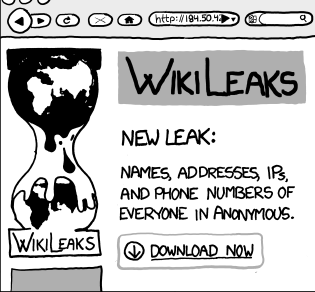 http://184.50.42
WIKILEAKS
NEW LEAK:
NAMES, ADDRESSES, IPs,
AND PHONE NUMBERS OF
EVERYONE IN ANONYMOUS.
WIKILEAKS
DOWNLOAD NOW